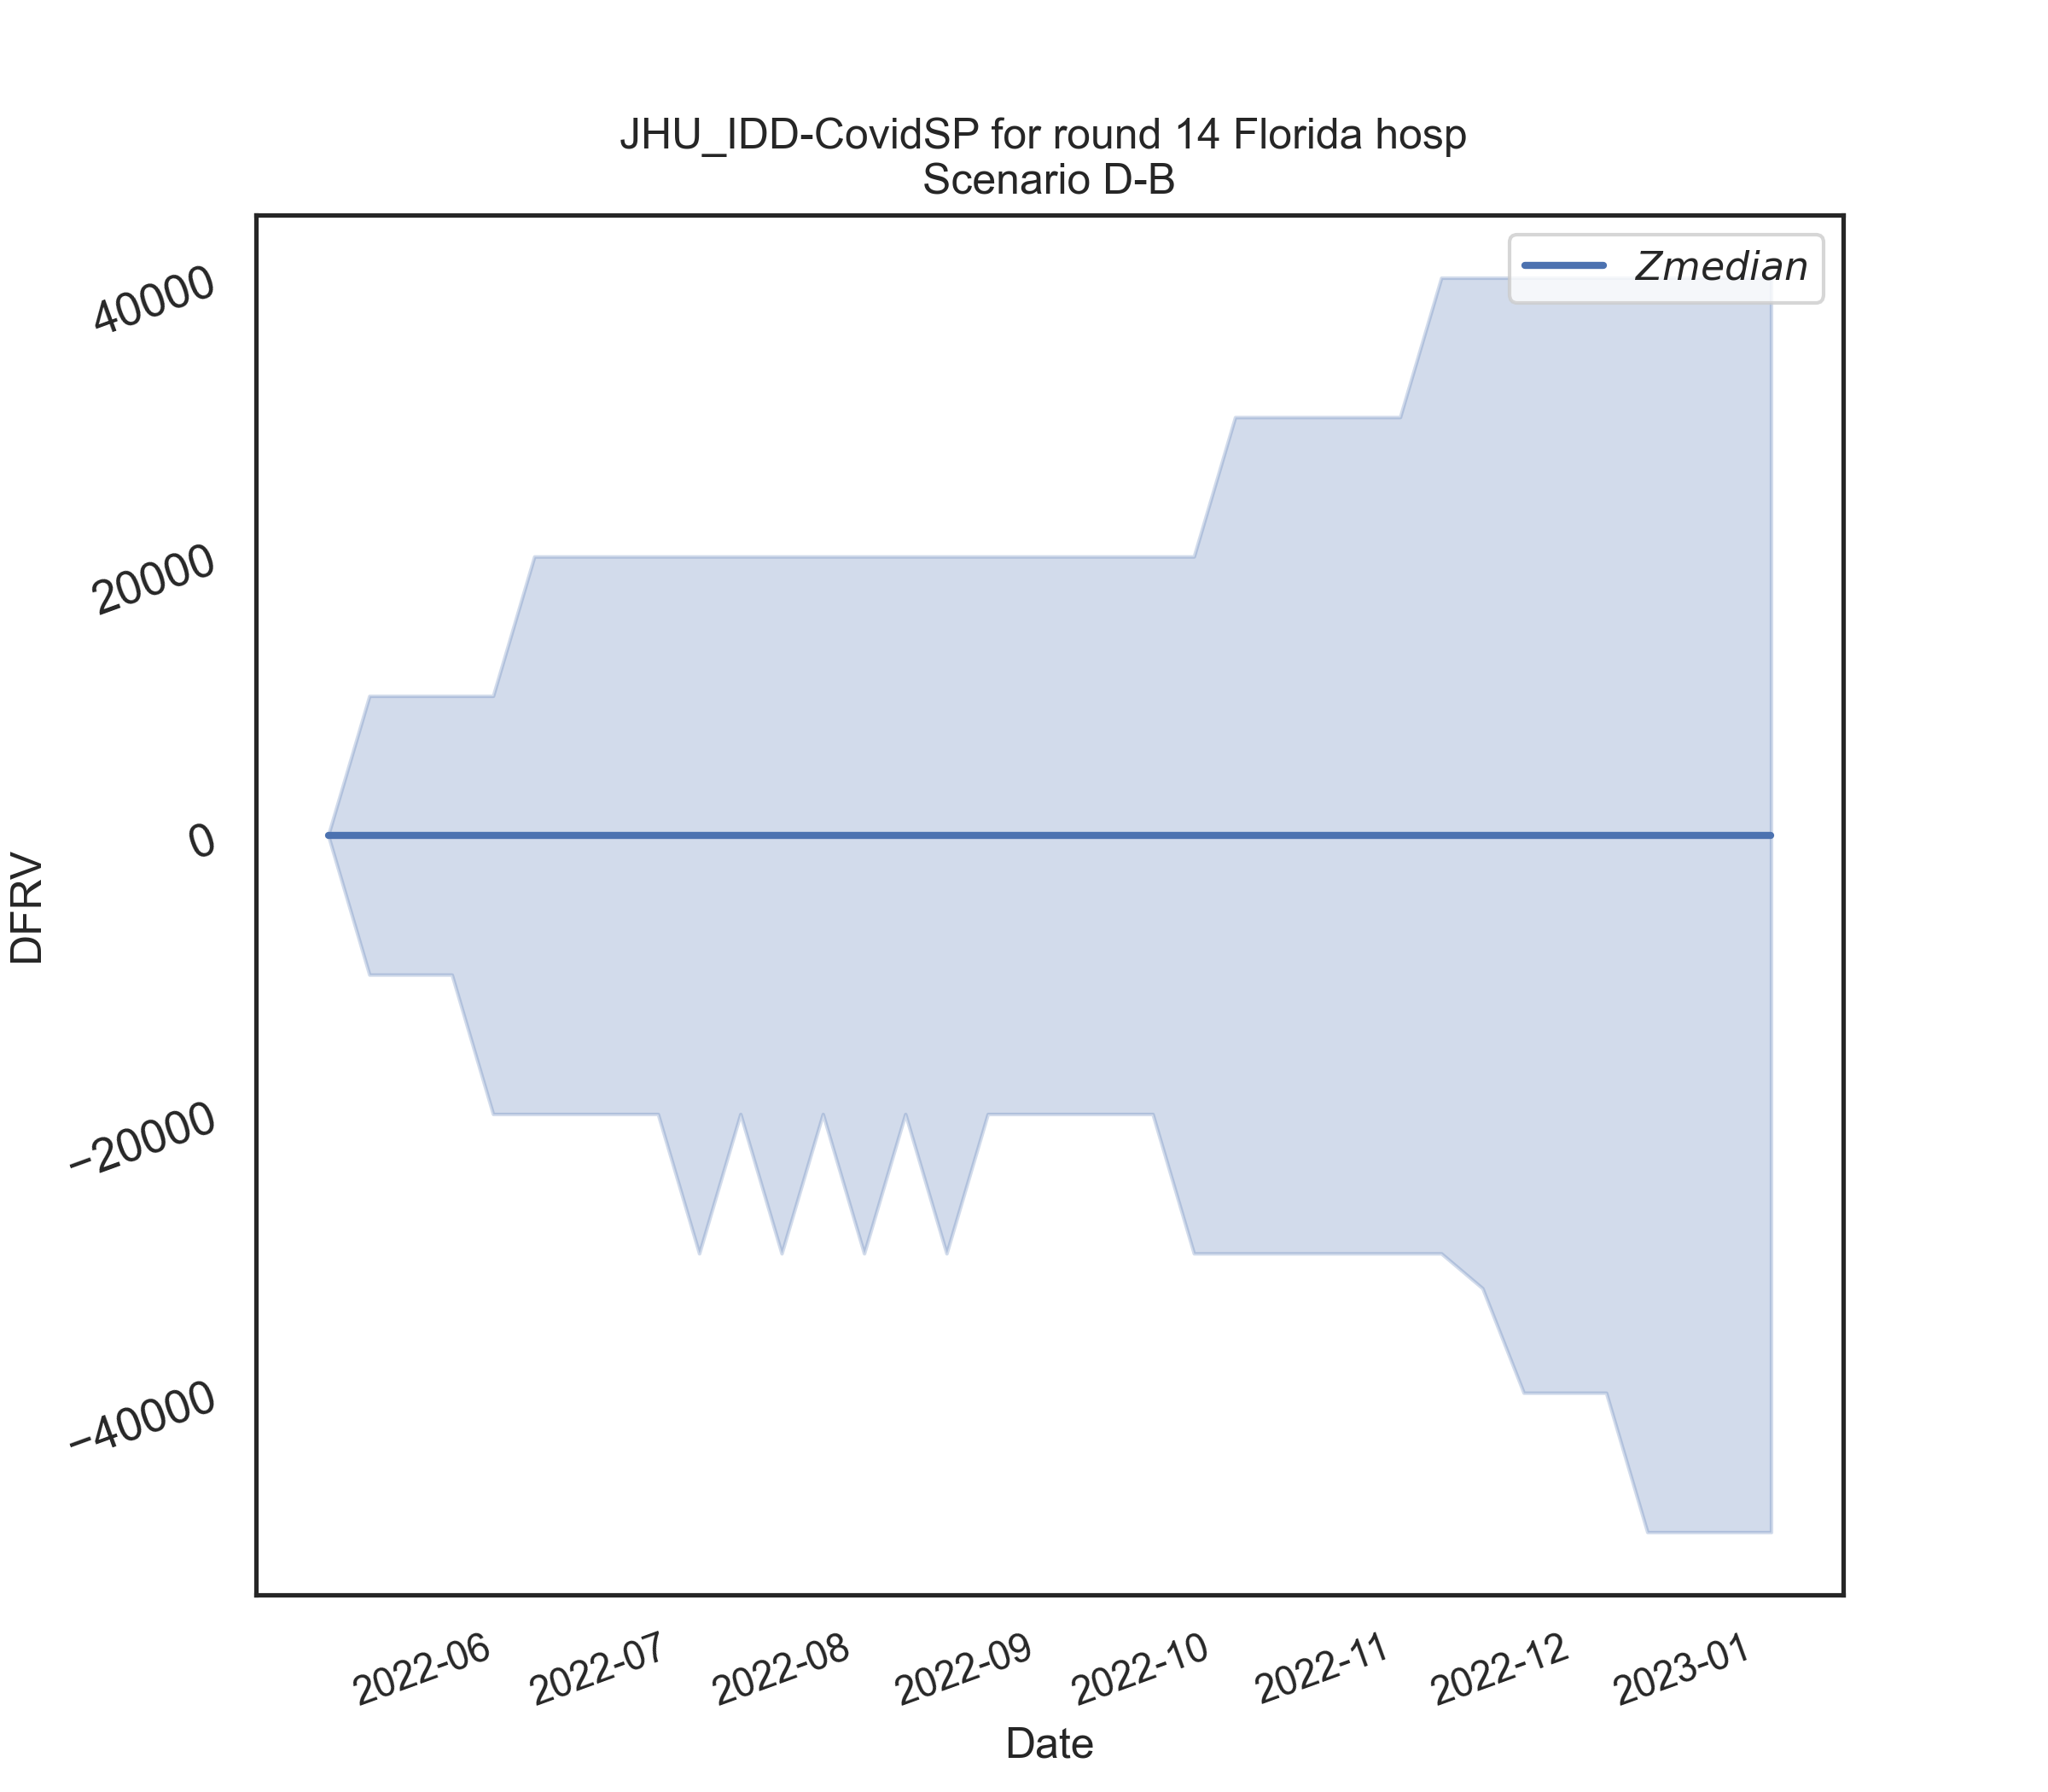 JHU_IDD-CovidSP for round 14 Florida hosp
Scenario D-B
Zmedian
40000
20000
0
−20000
−40000
DFRV
2022-06
2022-07
2022-08
2022-09
2022-10
2022-11
2022-12
2023-01
Date